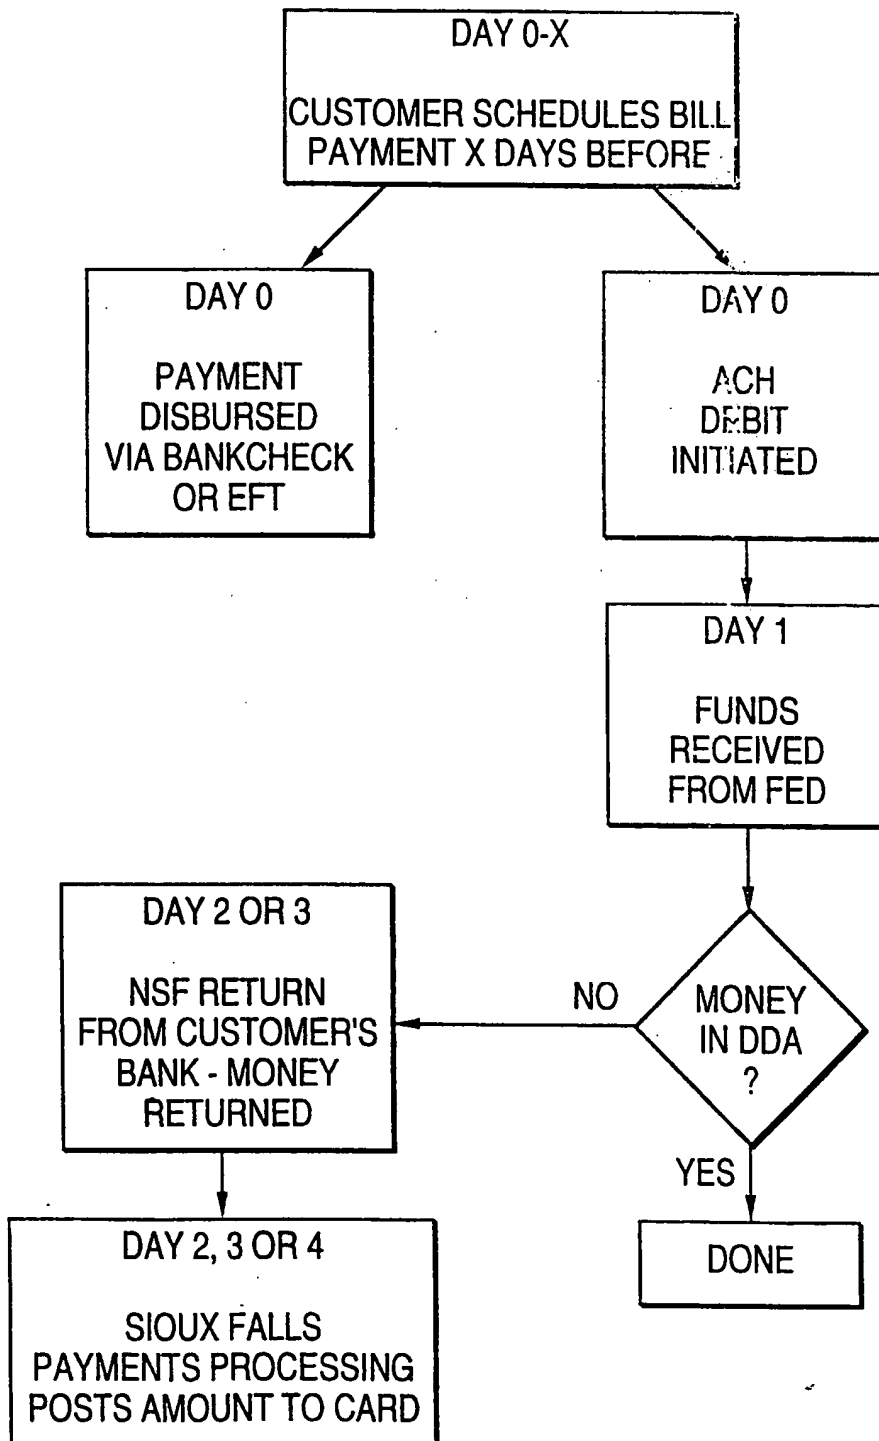 DAY 0-X
CUSTOMER SCHEDULES BILL
PAYMENT X DAYS BEFORE
DAY 0
PAYMENT
DISBURSED
VIA BANKCHECK
OR EFT
DAY 0
ACH
DEBIT
INITIATED
DAY 1
FUNDS
RECEIVED
FROM FED
MONEY
IN DDA
?
NO
YES
DAY 2 OR 3
NSF RETURN
FROM CUSTOMER'S
BANK - MONEY
RETURNED
DAY 2, 3 OR 4
SIOUX FALLS
PAYMENTS PROCESSING
POSTS AMOUNT TO CARD
DONE